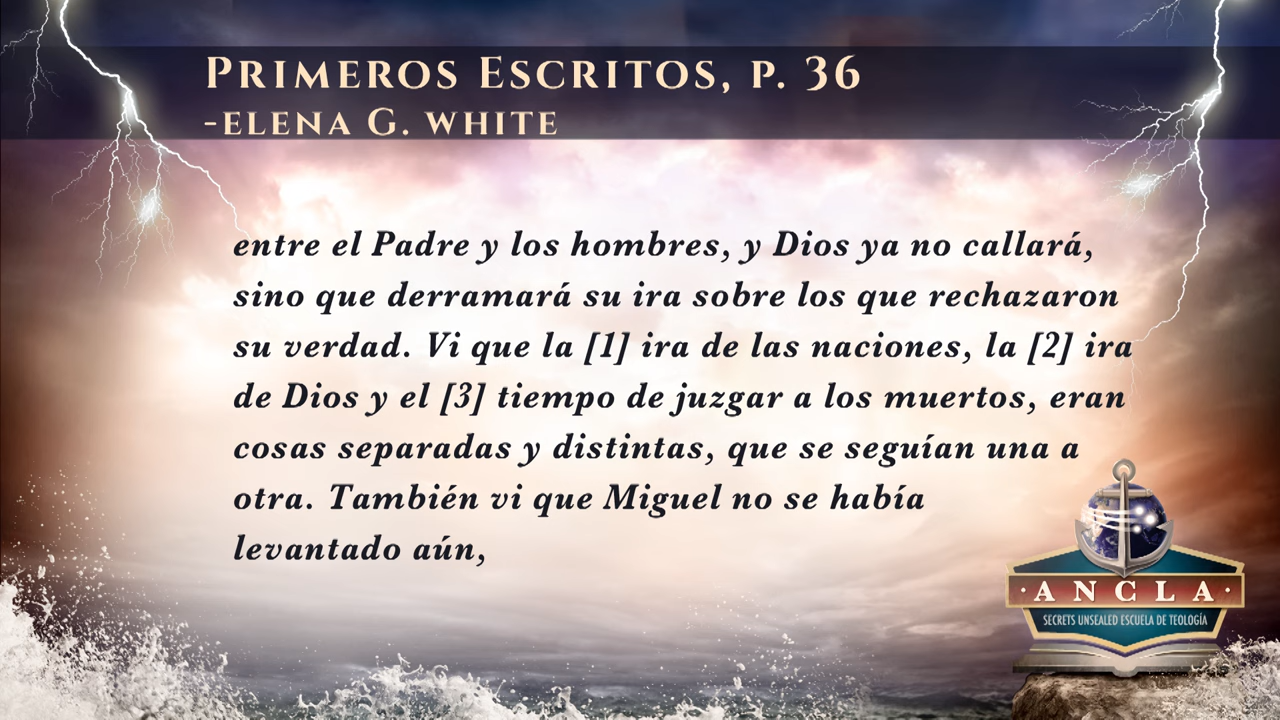 Primeros Escritos, p. 36
-Elena G. White
entre el Padre y los hombres, y Dios ya no callará,
sino que derramará su ira sobre los que rechazaron
su verdad. Vi que la [1] ira de las naciones, la [2] ira
de Dios y el [3] tiempo de juzgar a los muertos, eran
cosas separadas y distintas, que se seguían una a
otra. También vi que Miguel no se había
levantado aún,
· ANCLA ·
SECRETS UNSEALED ESCUELA DE TEOLOGÍA